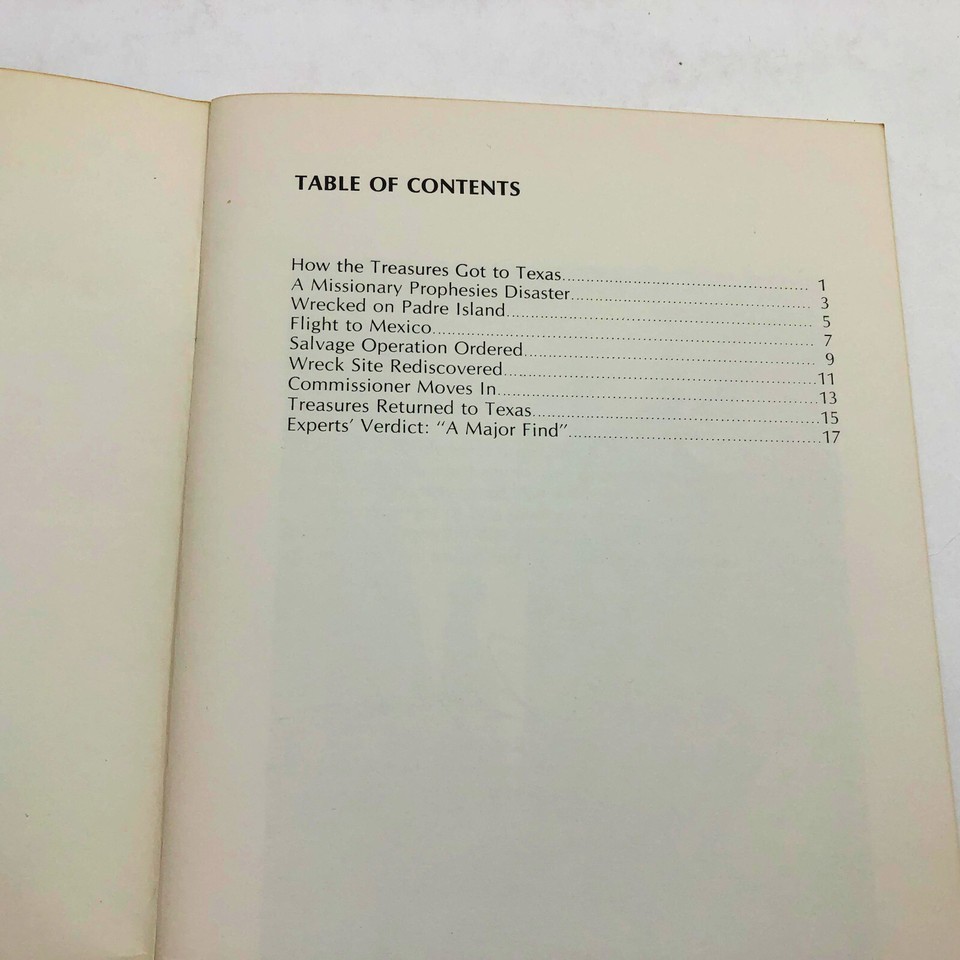 TABLE OF CONTENTS
How the Treasures Got to Texas........................................................ 1
A Missionary Prophesies Disaster.................................................... 3
Wrecked on Padre Island................................................................. 5
Flight to Mexico................................................................................ 7
Salvage Operation Ordered............................................................. 9
Wreck Site Rediscovered.................................................................11
Commissioner Moves In..................................................................13
Treasures Returned to Texas............................................................15
Experts' Verdict: "A Major Find".....................................................17